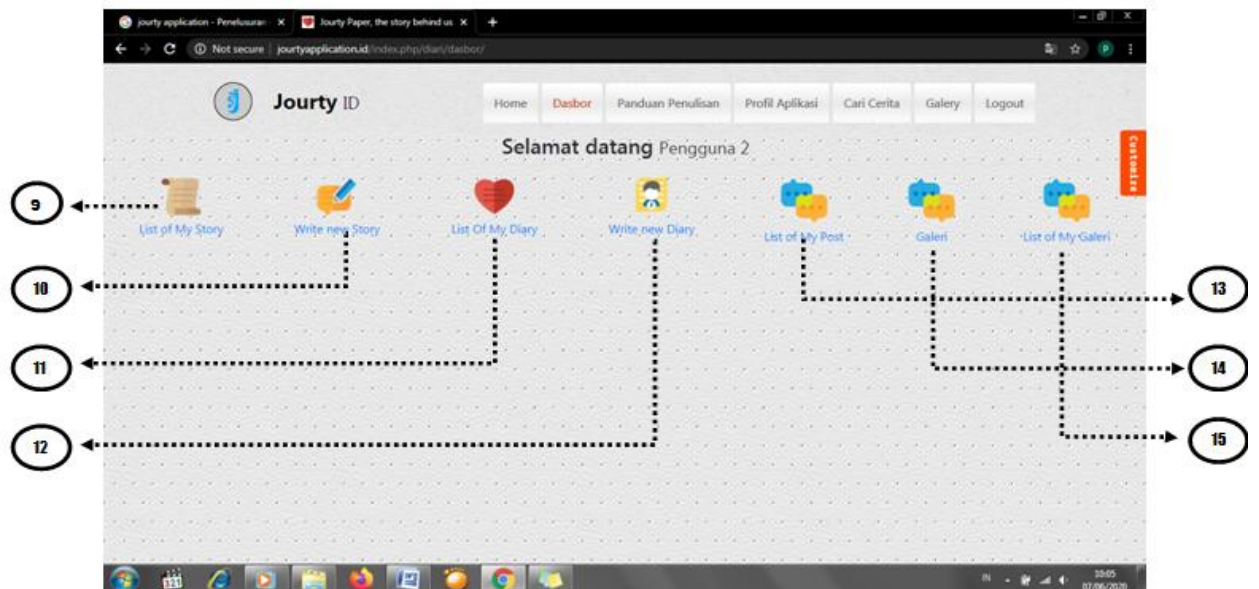 jourty application - Penelusuran
Jourty Paper, the story behind us
Not secure | jourtyapplication.id/index.php/diari/dasbor/
P
Jourty ID
Home Dasbor Panduan Penulisan Profil Aplikasi Cari Cerita Galery Logout
Customize
Selamat datang Pengguna 2
List of My Story Write new Story List Of My Diary Write new Diary List of My Post Galeri List of My Galeri
9
10
11
12
13
14
15
321
IN
10:05
07/06/2020